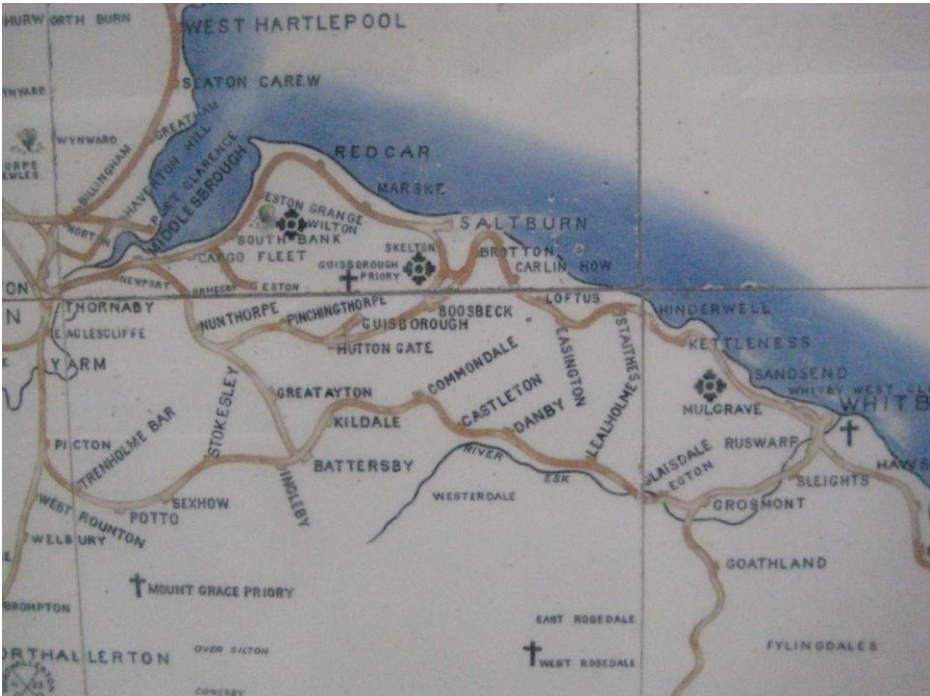 HURWORTH BURN
WEST HARTLEPOOL
SEATON CAREW
GREATHAM
WYNWARD
BILLINGHAM
HAVERTON HILL
PORT CLARENCE
MIDDLESBROUGH
NORTON
REDCAR
MARSKE
ESTON GRANGE
WILTON
SALTBURN
SOUTH BANK
CARGO FLEET
SKELTON
BROTTON
GUISBOROUGH
PRIORY
CARLIN HOW
NEWPORT
ORMESBY
ESTON
THORNABY
NUNTHORPE
PINCHINGTHORPE
GUISBOROUGH
BOOSBECK
LOFTUS
HINDERWELL
EAGLESCLIFFE
HUTTON GATE
EASINGTON
STAITHES
KETTLENESS
YARM
COMMONDALE
SANDSEND
GREAT AYTON
CASTLETON
DANBY
LEALHOLME
MULGRAVE
WHITBY WEST CL
WHITB
STOKESLEY
KILDALE
PICTON
TRENHOLME BAR
BATTERSBY
RIVER
ESK
GLAISDALE
EGTON
RUSWARP
SLEIGHTS
HAWS
INGLEBY
WESTERDALE
GROSMONT
SEXHOW
POTTO
WEST ROUNTON
WELBURY
GOATHLAND
MOUNT GRACE PRIORY
BROMPTON
EAST ROSEDALE
WEST ROSEDALE
FYLINGDALES
ORTHALLERTON
OVER SILTON